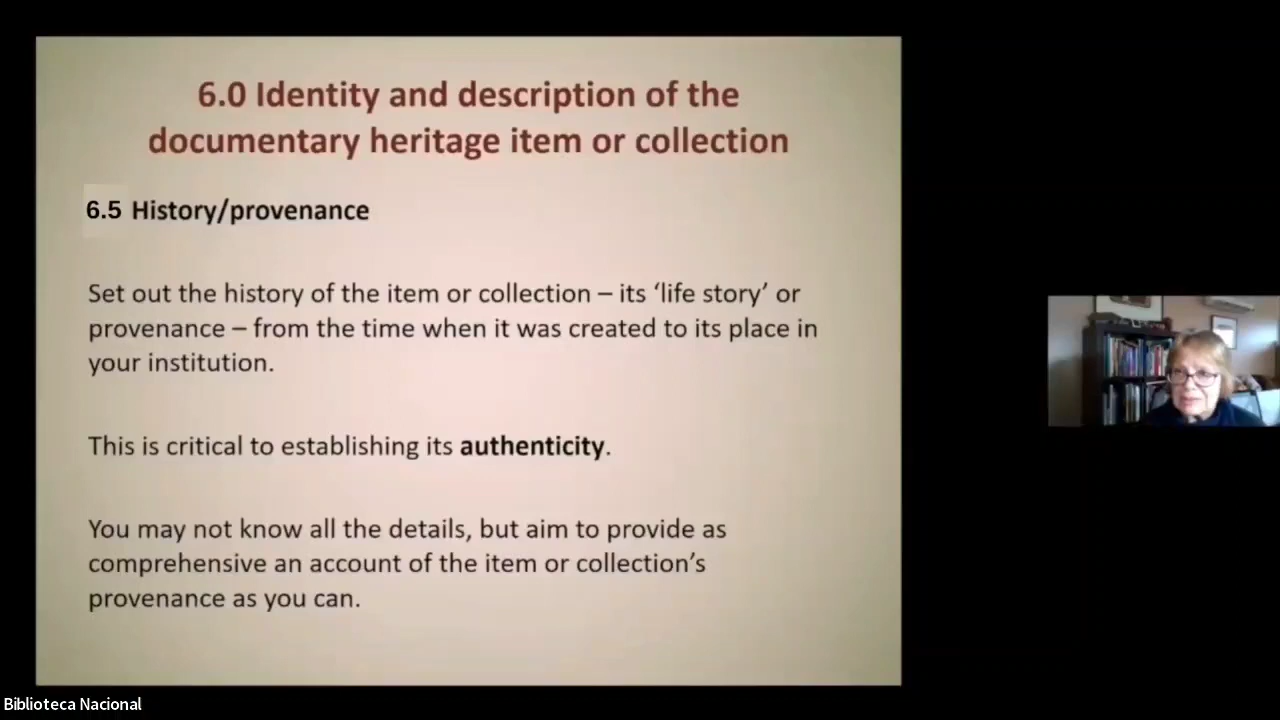 6.0 Identity and description of the
documentary heritage item or collection
6.5 History/provenance
Set out the history of the item or collection – its ‘life story’ or
provenance – from the time when it was created to its place in
your institution.
This is critical to establishing its authenticity.
You may not know all the details, but aim to provide as
comprehensive an account of the item or collection’s
provenance as you can.
Biblioteca Nacional